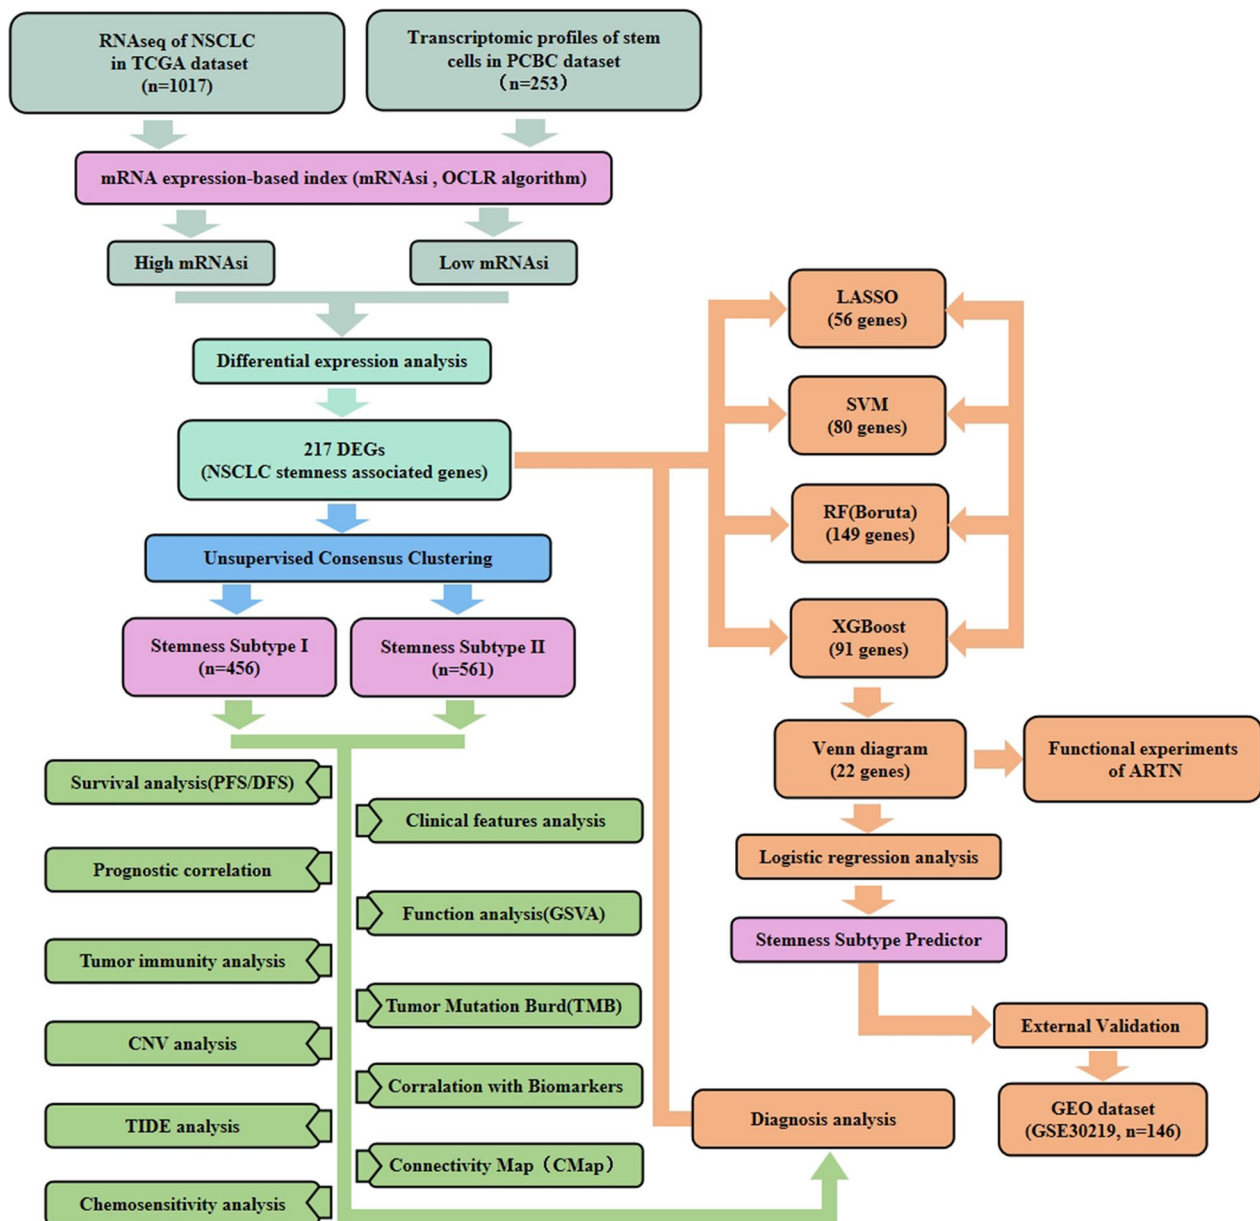 RNAseq of NSCLC
in TCGA dataset
(n=1017)
Transcriptomic profiles of stem
cells in PCBC dataset
（n=253）
mRNA expression-based index (mRNAsi , OCLR algorithm)
High mRNAsi
Low mRNAsi
Differential expression analysis
217 DEGs
(NSCLC stemness associated genes)
Unsupervised Consensus Clustering
Stemness Subtype I
(n=456)
Stemness Subtype II
(n=561)
Survival analysis(PFS/DFS)
Clinical features analysis
Prognostic correlation
Function analysis(GSVA)
Tumor immunity analysis
Tumor Mutation Burd(TMB)
CNV analysis
Corralation with Biomarkers
TIDE analysis
Connectivity Map（CMap）
Chemosensitivity analysis
LASSO
(56 genes)
SVM
(80 genes)
RF(Boruta)
(149 genes)
XGBoost
(91 genes)
Venn diagram
(22 genes)
Functional experiments
of ARTN
Logistic regression analysis
Stemness Subtype Predictor
External Validation
GEO dataset
(GSE30219, n=146)
Diagnosis analysis